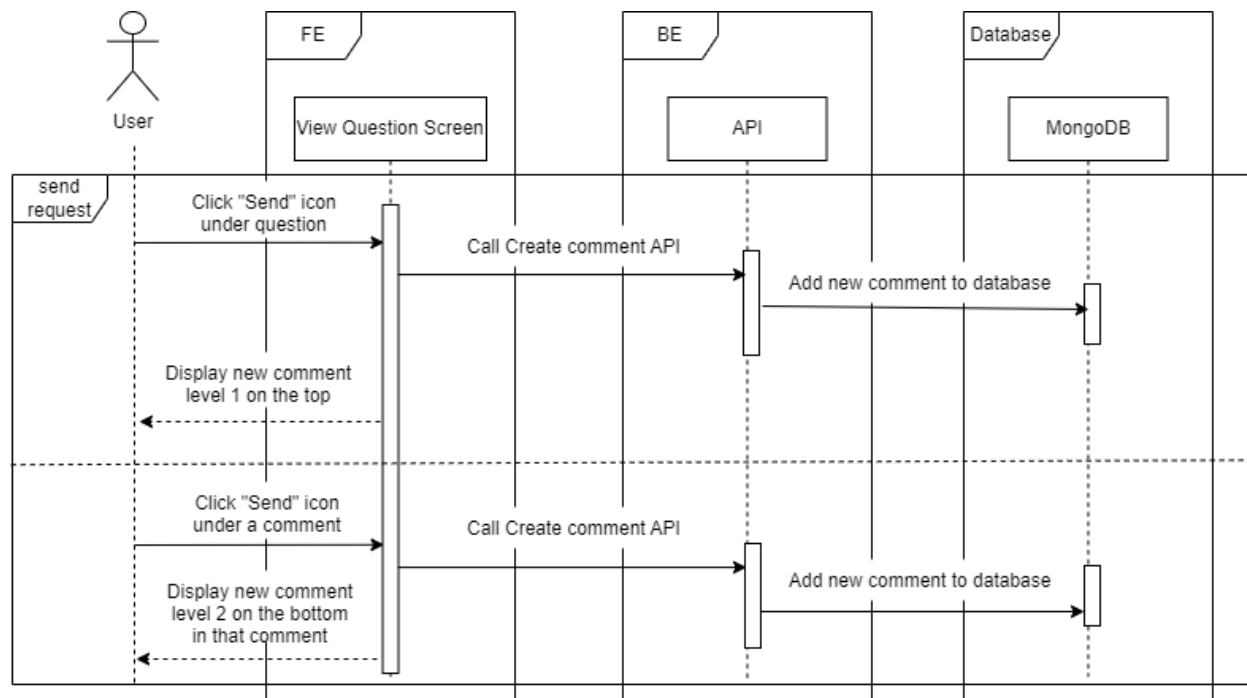 FE
BE
Database
User
View Question Screen
API
MongoDB
send
request
Click "Send" icon
under question
Call Create comment API
Add new comment to database
Display new comment
level 1 on the top
Click "Send" icon
under a comment
Call Create comment API
Add new comment to database
Display new comment
level 2 on the bottom
in that comment